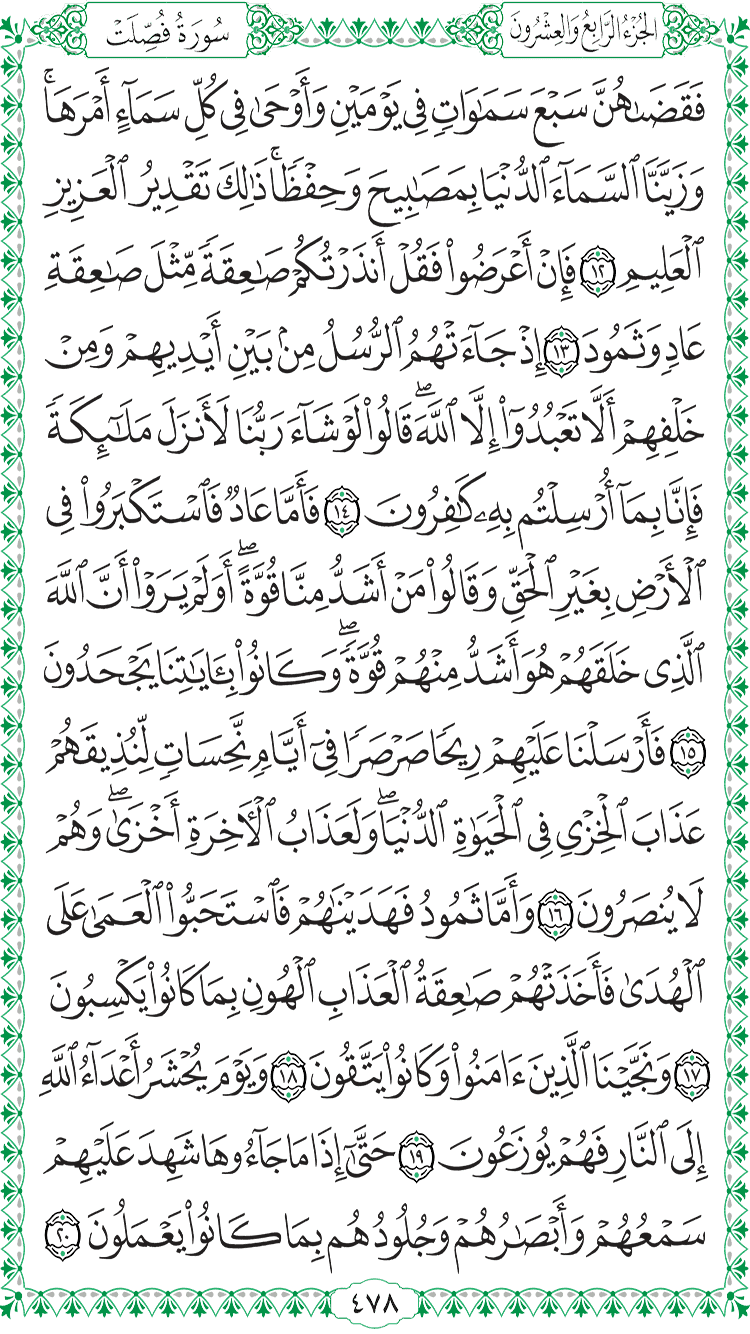 الجُزْءُ الرَّابِعُ وَالعِشْرُونَ
سُورَةُ فُصِّلَتْ
فَقَضَىٰهُنَّ سَبۡعَ سَمَٰوَاتٖ فِي يَوۡمَيۡنِ وَأَوۡحَىٰ فِي كُلِّ سَمَآءٍ أَمۡرَهَاۚ
وَزَيَّنَّا ٱلسَّمَآءَ ٱلدُّنۡيَا بِمَصَٰبِيحَ وَحِفۡظٗاۚ ذَٰلِكَ تَقۡدِيرُ ٱلۡعَزِيزِ
ٱلۡعَلِيمِ ١٢ فَإِنۡ أَعۡرَضُواْ فَقُلۡ أَنذَرۡتُكُمۡ صَٰعِقَةٗ مِّثۡلَ صَٰعِقَةِ
عَادٖ وَثَمُودَ ١٣ إِذۡ جَآءَتۡهُمُ ٱلرُّسُلُ مِنۢ بَيۡنِ أَيۡدِيهِمۡ وَمِنۡ
خَلۡفِهِمۡ أَلَّا تَعۡبُدُوٓاْ إِلَّا ٱللَّهَۖ قَالُواْ لَوۡ شَآءَ رَبُّنَا لَأَنزَلَ مَلَٰٓئِكَةٗ
فَإِنَّا بِمَآ أُرۡسِلۡتُم بِهِۦ كَٰفِرُونَ ١٤ فَأَمَّا عَادٞ فَٱسۡتَكۡبَرُواْ فِي
ٱلۡأَرۡضِ بِغَيۡرِ ٱلۡحَقِّ وَقَالُواْ مَنۡ أَشَدُّ مِنَّا قُوَّةًۖ أَوَلَمۡ يَرَوۡاْ أَنَّ ٱللَّهَ
ٱلَّذِي خَلَقَهُمۡ هُوَ أَشَدُّ مِنۡهُمۡ قُوَّةٗۖ وَكَانُواْ بِـَٔايَٰتِنَا يَجۡحَدُونَ
١٥ فَأَرۡسَلۡنَا عَلَيۡهِمۡ رِيحٗا صَرۡصَرٗا فِيٓ أَيَّامٖ نَّحِسَاتٖ لِّنُذِيقَهُمۡ
عَذَابَ ٱلۡخِزۡيِ فِي ٱلۡحَيَوٰةِ ٱلدُّنۡيَاۖ وَلَعَذَابُ ٱلۡأٓخِرَةِ أَخۡزَىٰۖ وَهُمۡ
لَا يُنصَرُونَ ١٦ وَأَمَّا ثَمُودُ فَهَدَيۡنَٰهُمۡ فَٱسۡتَحَبُّواْ ٱلۡعَمَىٰ عَلَى
ٱلۡهُدَىٰ فَأَخَذَتۡهُمۡ صَٰعِقَةُ ٱلۡعَذَابِ ٱلۡهُونِ بِمَا كَانُواْ يَكۡسِبُونَ
١٧ وَنَجَّيۡنَا ٱلَّذِينَ ءَامَنُواْ وَكَانُواْ يَتَّقُونَ ١٨ وَيَوۡمَ يُحۡشَرُ أَعۡدَآءُ ٱللَّهِ
إِلَى ٱلنَّارِ فَهُمۡ يُوزَعُونَ ١٩ حَتَّىٰٓ إِذَا مَا جَآءُوهَا شَهِدَ عَلَيۡهِمۡ
سَمۡعُهُمۡ وَأَبۡصَٰرُهُمۡ وَجُلُودُهُم بِمَا كَانُواْ يَعۡمَلُونَ ٢٠
٤٧٨